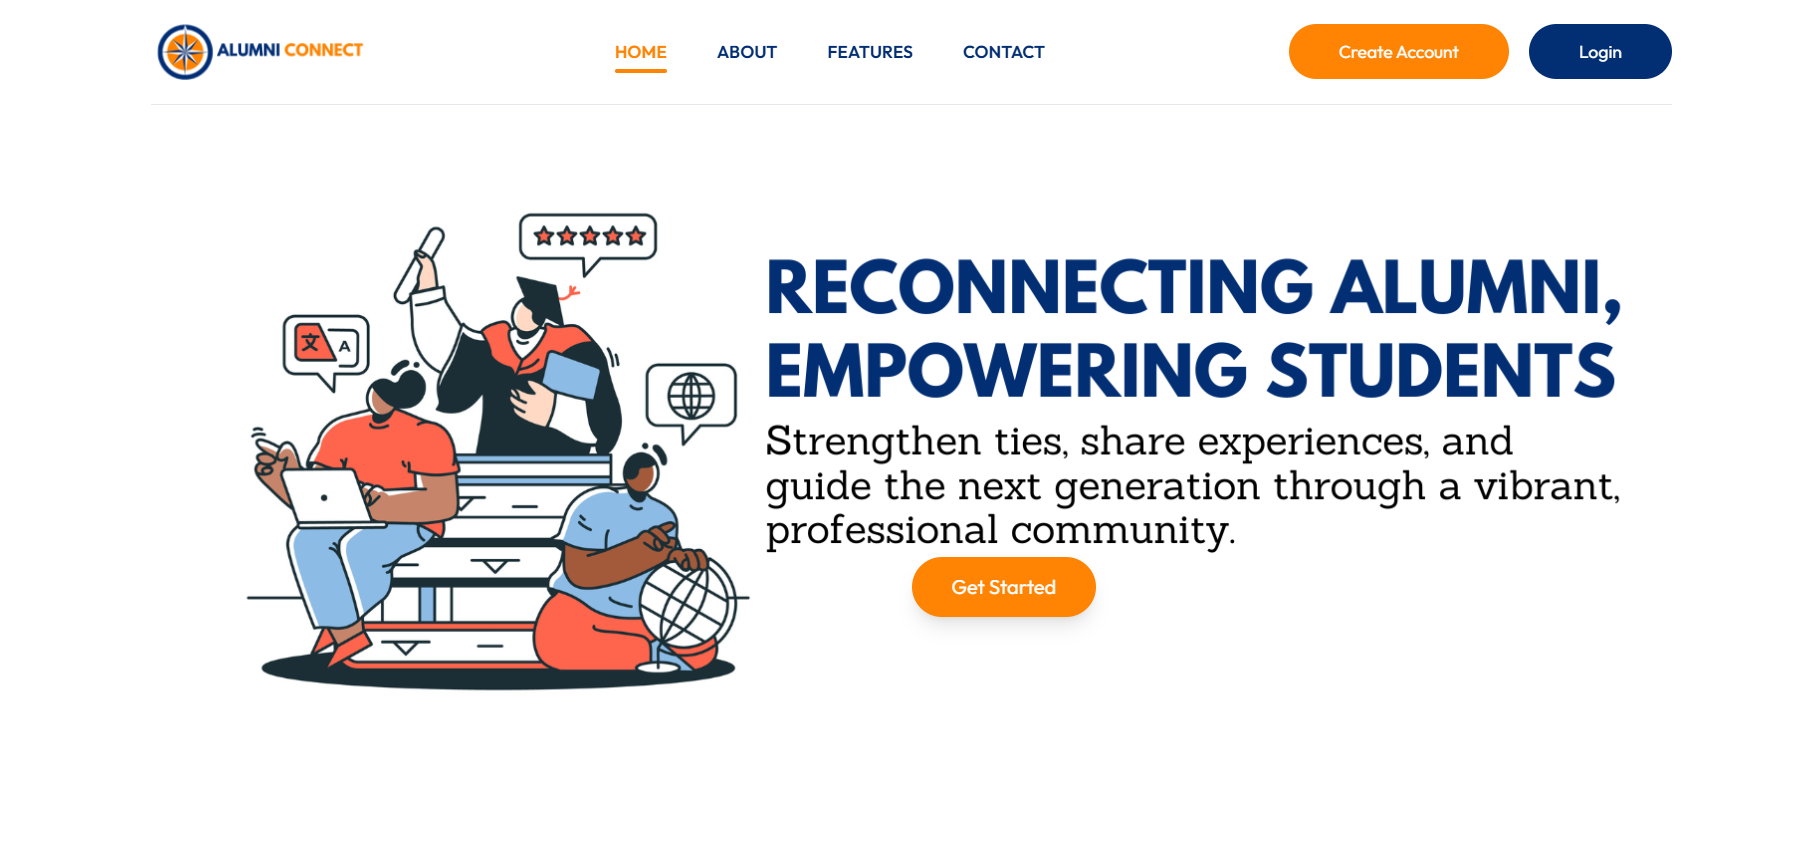 ALUMNI CONNECT
HOME
ABOUT
FEATURES
CONTACT
Create Account
Login
文 A
RECONNECTING ALUMNI,
EMPOWERING STUDENTS
Strengthen ties, share experiences, and
guide the next generation through a vibrant,
professional community.
Get Started